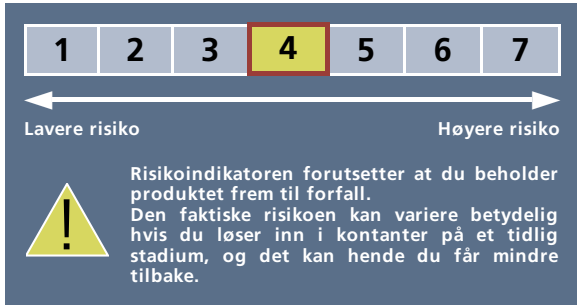 1 2 3 4 5 6 7
Lavere risiko Høyere risiko
Risikoindikatoren forutsetter at du beholder
produktet frem til forfall.
Den faktiske risikoen kan variere betydelig
hvis du løser inn i kontanter på et tidlig
stadium, og det kan hende du får mindre
tilbake.
!